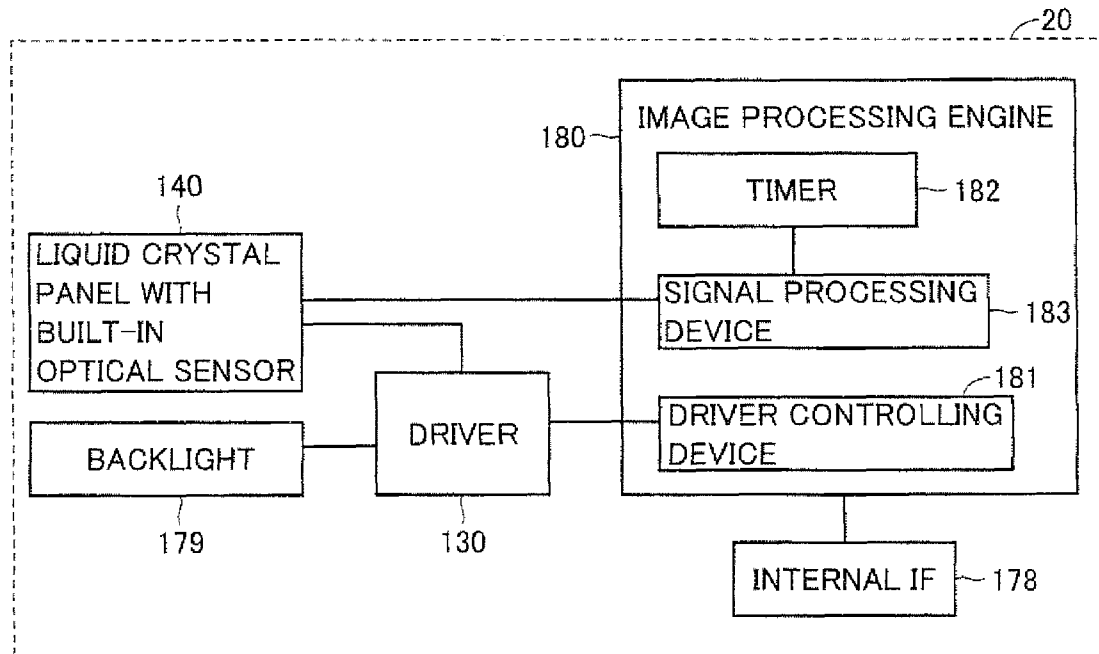 20
IMAGE PROCESSING ENGINE
180
TIMER
182
140
LIQUID CRYSTAL
PANEL WITH
BUILT-IN
OPTICAL SENSOR
SIGNAL PROCESSING
DEVICE
183
181
DRIVER CONTROLLING
DEVICE
DRIVER
130
BACKLIGHT
179
INTERNAL IF
178